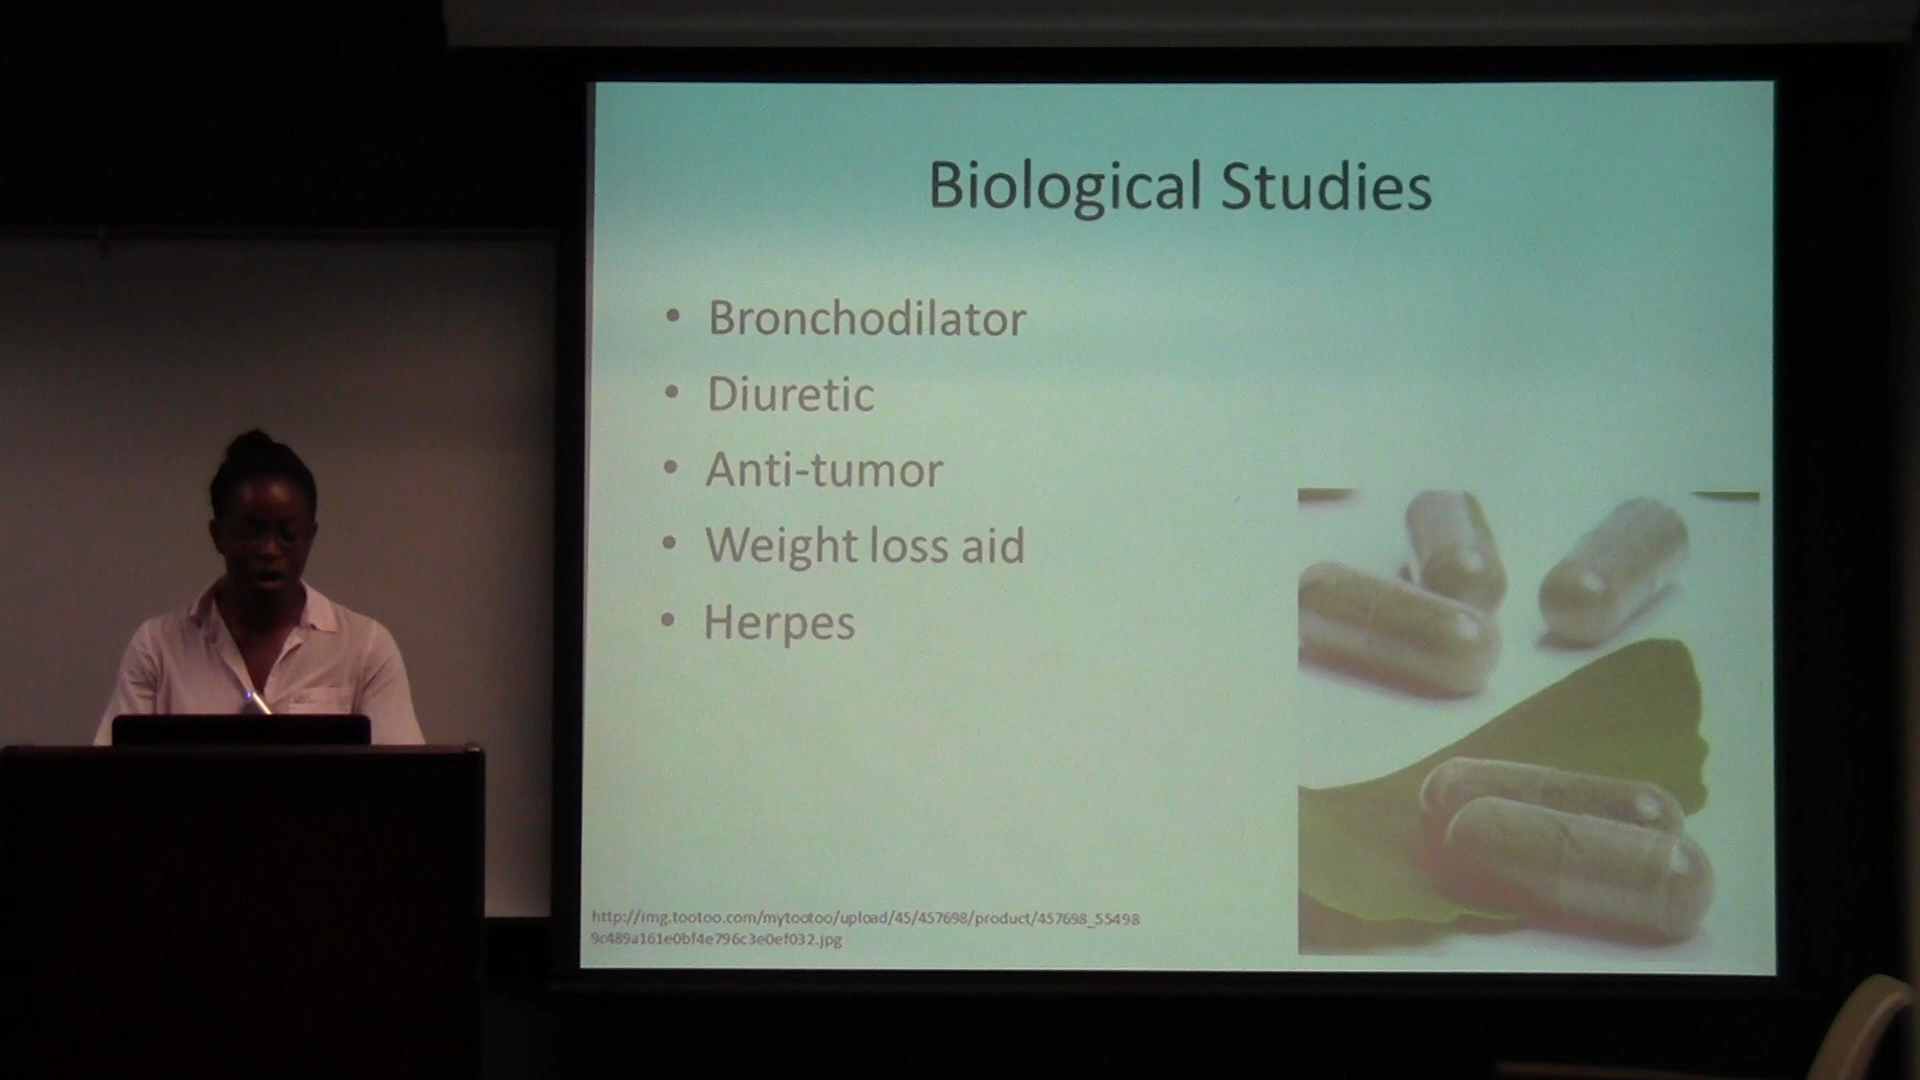 Biological Studies
• Bronchodilator
• Diuretic
• Anti-tumor
• Weight loss aid
• Herpes
http://img.tootoo.com/mytootoo/upload/45/457698/product/457698_55498
9c489a161e0bf4e796c3e0ef032.jpg